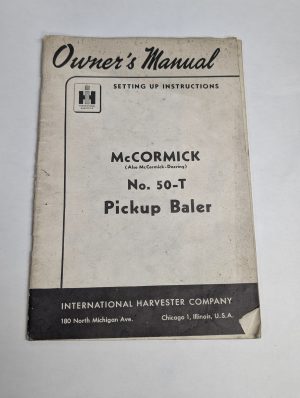 Owner's Manual
SETTING UP INSTRUCTIONS
IH
McCORMICK
(Also McCormick-Deering)
No. 50-T
Pickup Baler
INTERNATIONAL HARVESTER COMPANY
180 North Michigan Ave. Chicago 1, Illinois, U.S.A.